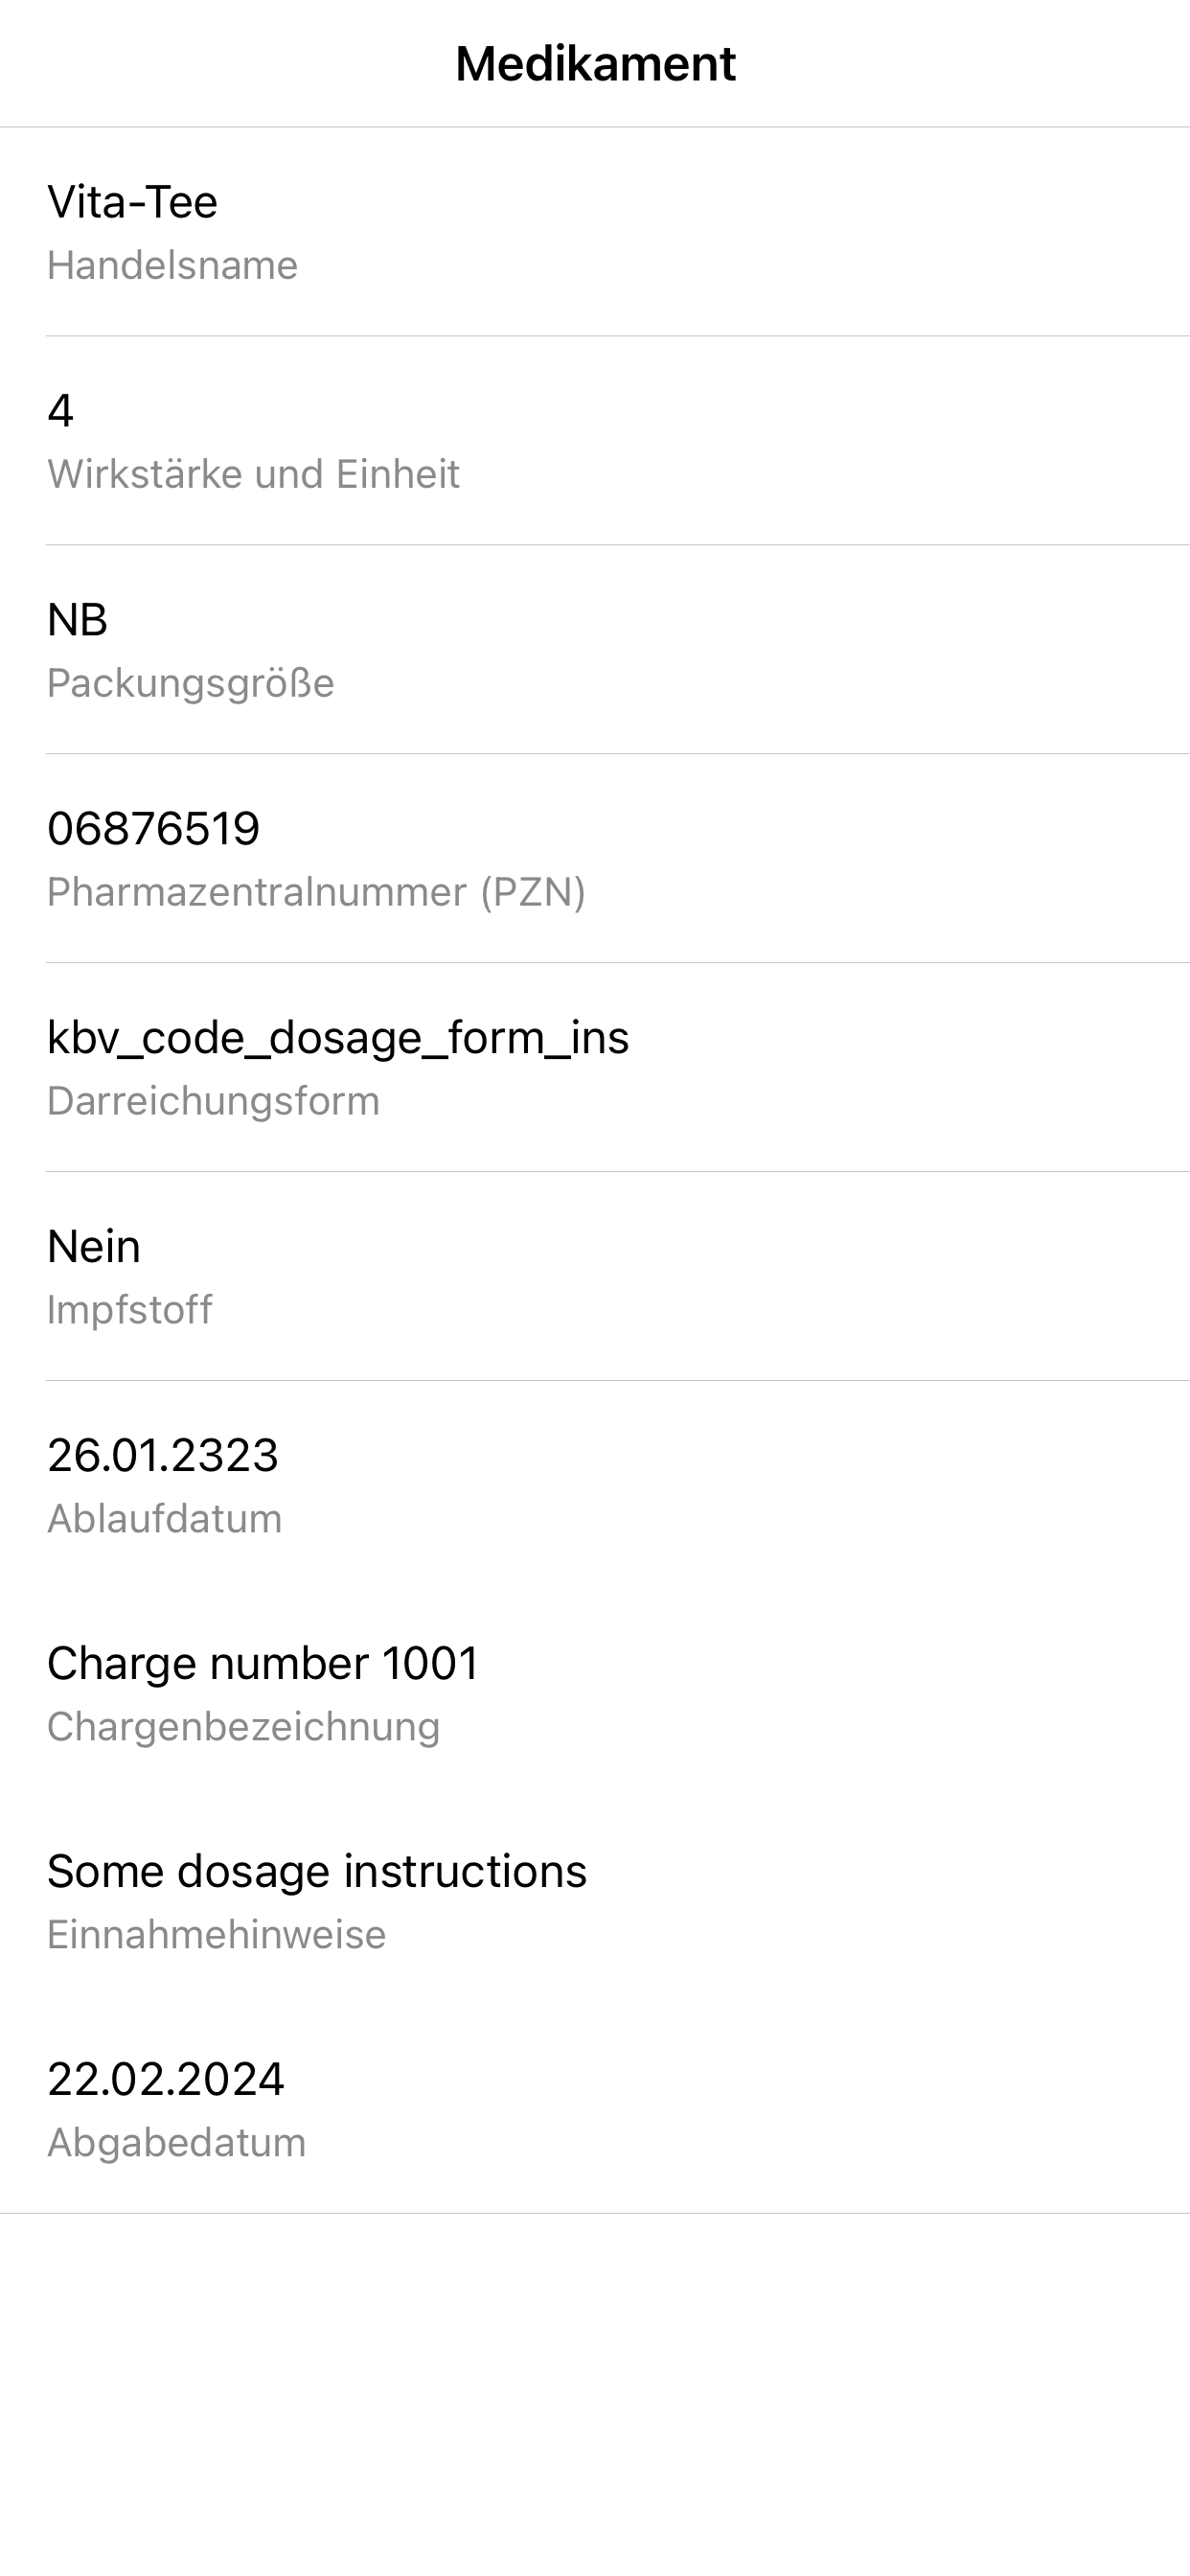 Medikament
Vita-Tee
Handelsname
4
Wirkstärke und Einheit
NB
Packungsgröße
06876519
Pharmazentralnummer (PZN)
kbv_code_dosage_form_ins
Darreichungsform
Nein
Impfstoff
26.01.2323
Ablaufdatum
Charge number 1001
Chargenbezeichnung
Some dosage instructions
Einnahmehinweise
22.02.2024
Abgabedatum